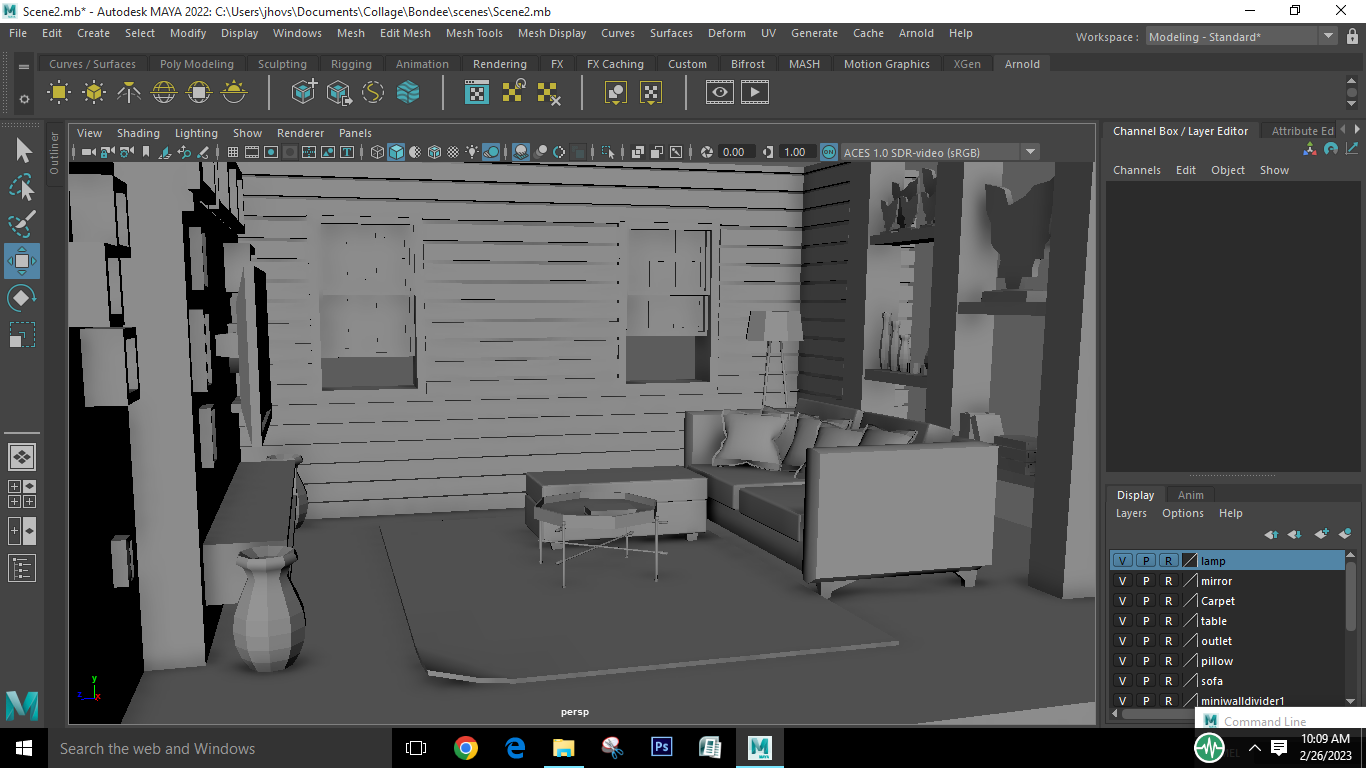 Scene2.mb* - Autodesk MAYA 2022: C:\Users\jhovs\Documents\Collage\Bondee\scenes\Scene2.mb
File Edit Create Select Modify Display Windows Mesh Edit Mesh Mesh Tools Mesh Display Curves Surfaces Deform UV Generate Cache Arnold Help
Workspace : Modeling - Standard*
Curves / Surfaces Poly Modeling Sculpting Rigging Animation Rendering FX FX Caching Custom Bifrost MASH Motion Graphics XGen Arnold
Outliner
View Shading Lighting Show Renderer Panels
0.00 1.00 ON ACES 1.0 SDR-video (sRGB)
Channel Box / Layer Editor Attribute Ed
Channels Edit Object Show
Display Anim
Layers Options Help
V P R lamp
V P R mirror
V P R Carpet
V P R table
V P R outlet
V P R pillow
V P R sofa
V P R miniwalldivider1
y
z x
persp
M Command Line
Search the web and Windows
Ps
M
10:09 AM
2/26/2023